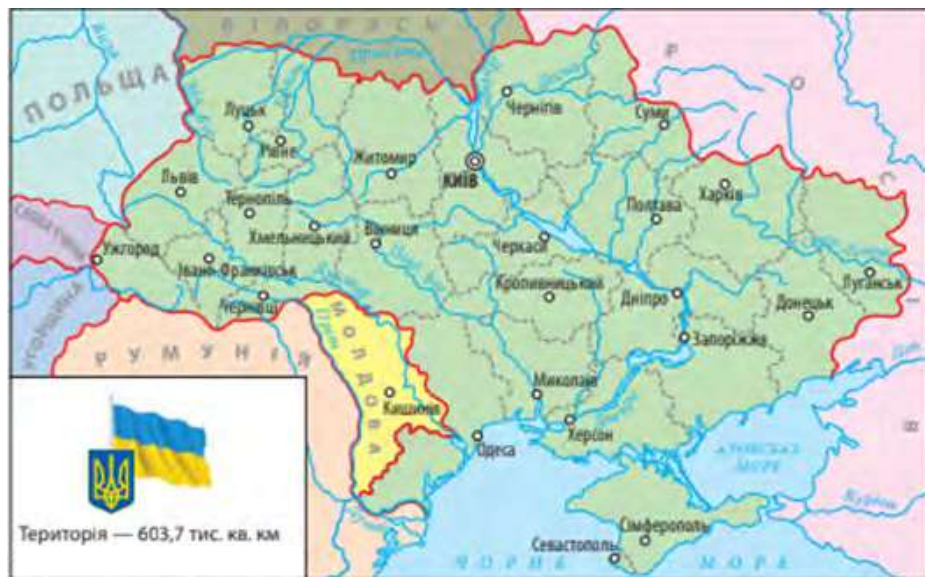 БІЛОРУСЬ
ПОЛЬЩА
Р О С І
Чернігів
Луцьк
Рівне
Суми
Житомир
КИЇВ
Львів
Харків
Тернопіль
Полтава
Хмельницький
Вінниця
Черкаси
Ужгород
Івано-Франківськ
Луганськ
Кропивницький
Чернівці
Дніпро
Донецьк
УГОРЩИНА
МОЛДОВА
РУМУНІЯ
Запоріжжя
Миколаїв
Кишинів
Херсон
Одеса
АЗОВСЬКЕ
МОРЕ
Кубань
Сімферополь
Севастополь
ЧОРНЕ МОРЕ
Територія — 603,7 тис. кв. км